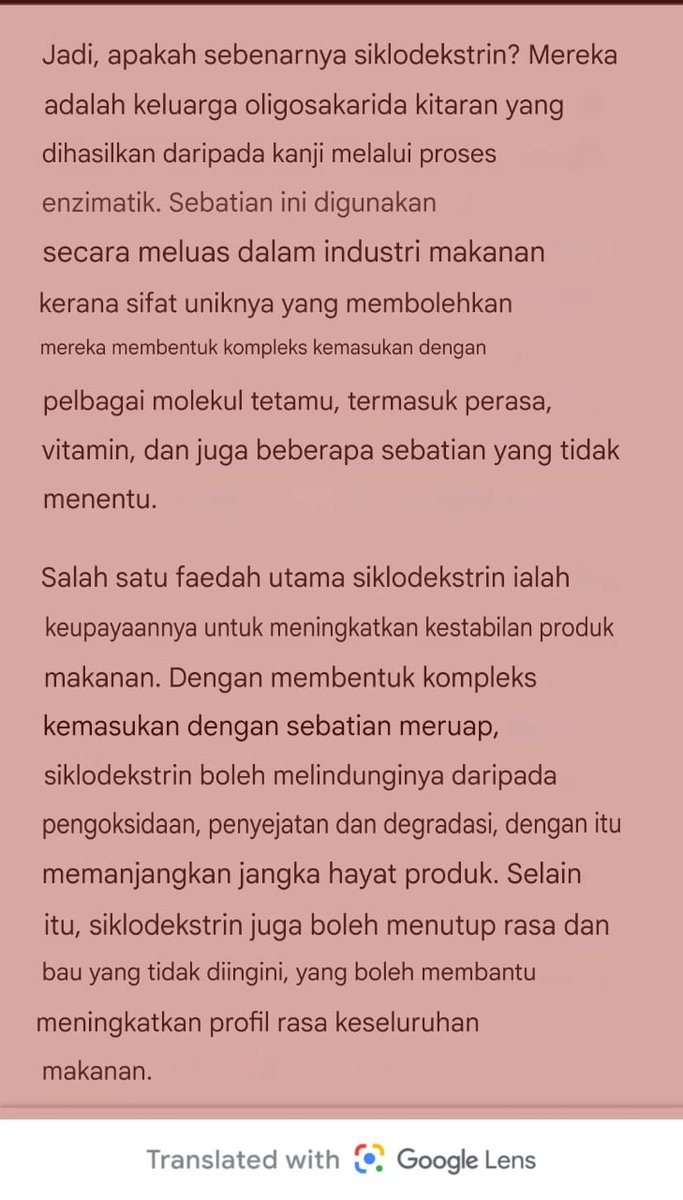 Jadi, apakah sebenarnya siklodekstrin? Mereka
adalah keluarga oligosakarida kitaran yang
dihasilkan daripada kanji melalui proses
enzimatik. Sebatian ini digunakan
secara meluas dalam industri makanan
kerana sifat uniknya yang membolehkan
mereka membentuk kompleks kemasukan dengan
pelbagai molekul tetamu, termasuk perasa,
vitamin, dan juga beberapa sebatian yang tidak
menentu.
Salah satu faedah utama siklodekstrin ialah
keupayaannya untuk meningkatkan kestabilan produk
makanan. Dengan membentuk kompleks
kemasukan dengan sebatian meruap,
siklodekstrin boleh melindunginya daripada
pengoksidaan, penyejatan dan degradasi, dengan itu
memanjangkan jangka hayat produk. Selain
itu, siklodekstrin juga boleh menutup rasa dan
bau yang tidak diingini, yang boleh membantu
meningkatkan profil rasa keseluruhan
makanan.
Translated with Google Lens